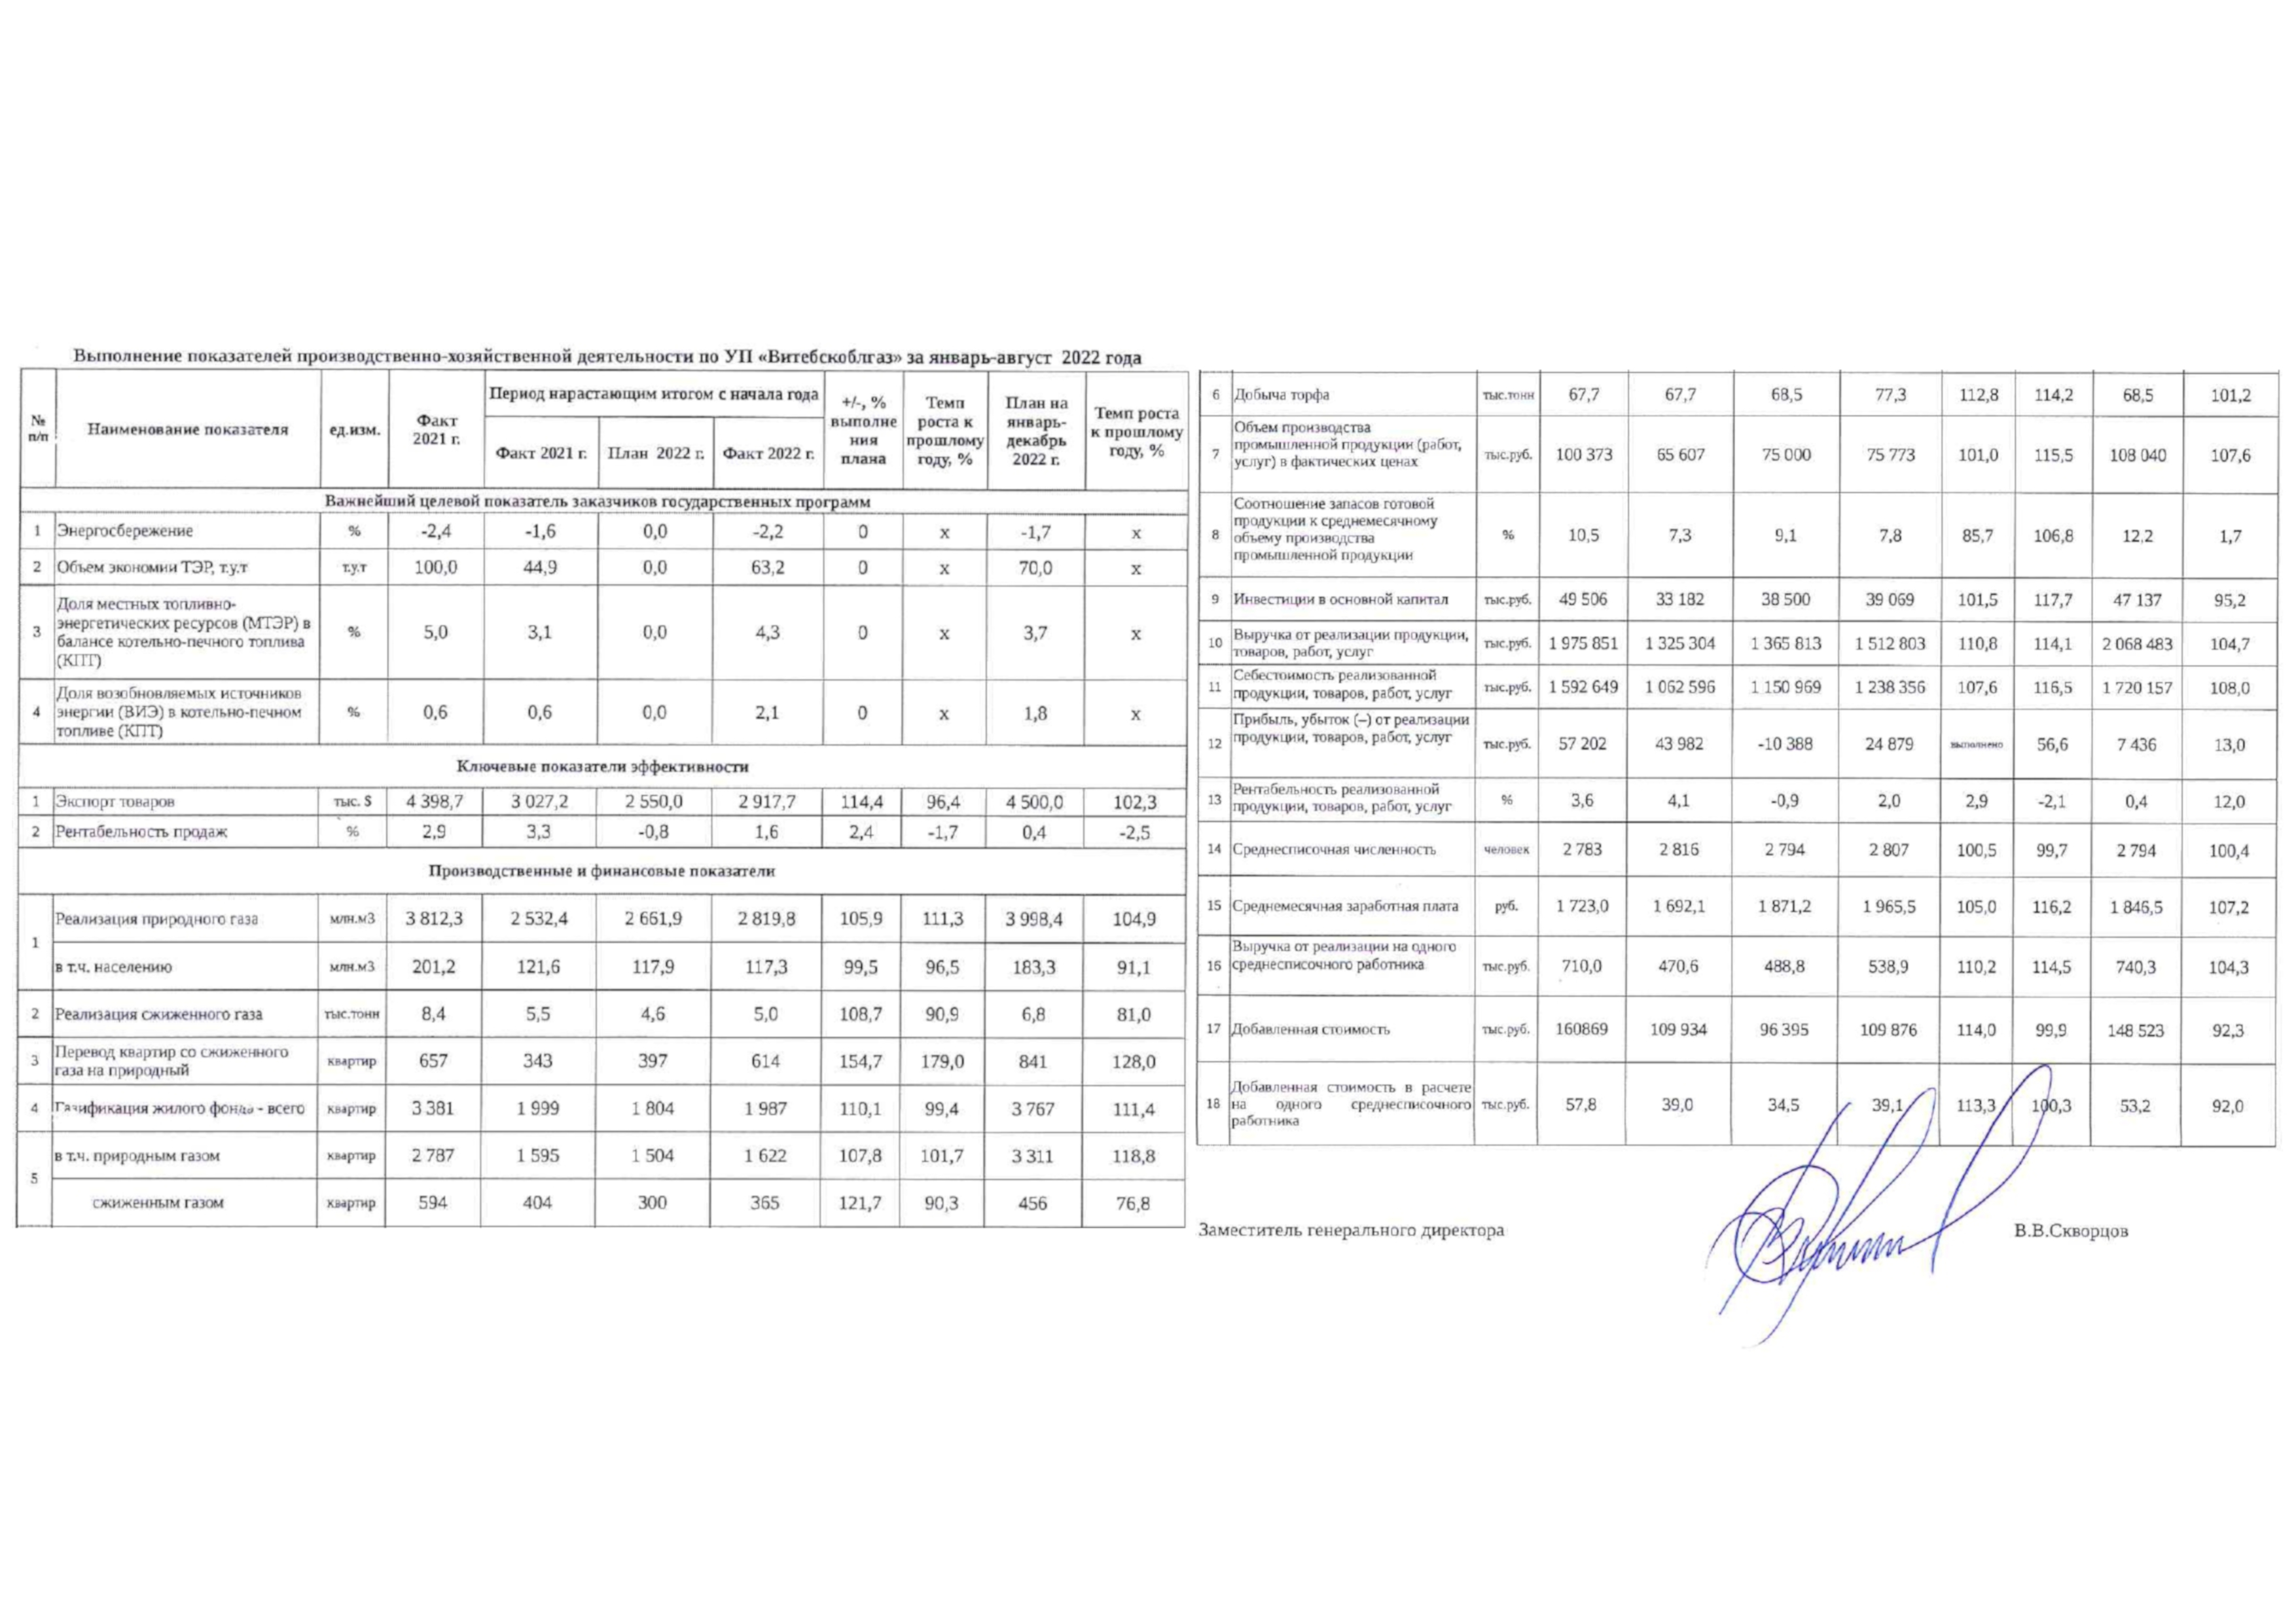 Выполнение показателей производственно-хозяйственной деятельности по УП «Витебскоблгаз» за январь-август 2022 года
№ п/п Наименование показателя ед.изм. Факт 2021 г. Период нарастающим итогом с начала года +/-, % выполне ния плана Темп роста к прошлому году, % План на январь-декабрь 2022 г. Темп роста к прошлому году, %
Факт 2021 г. План 2022 г. Факт 2022 г.
Важнейший целевой показатель заказчиков государственных программ
1 Энергосбережение % -2,4 -1,6 0,0 -2,2 0 х -1,7 х
2 Объем экономии ТЭР, т.у.т т.у.т 100,0 44,9 0,0 63,2 0 х 70,0 х
3 Доля местных топливно-
энергетических ресурсов (МТЭР) в
балансе котельно-печного топлива
(КПТ) % 5,0 3,1 0,0 4,3 0 х 3,7 х
4 Доля возобновляемых источников
энергии (ВИЭ) в котельно-печном
топливе (КПТ) % 0,6 0,6 0,0 2,1 0 х 1,8 х
Ключевые показатели эффективности
1 Экспорт товаров тыс. $ 4 398,7 3 027,2 2 550,0 2 917,7 114,4 96,4 4 500,0 102,3
2 Рентабельность продаж % 2,9 3,3 -0,8 1,6 2,4 -1,7 0,4 -2,5
Производственные и финансовые показатели
1 Реализация природного газа млн.м3 3 812,3 2 532,4 2 661,9 2 819,8 105,9 111,3 3 998,4 104,9
в т.ч. населению млн.м3 201,2 121,6 117,9 117,3 99,5 96,5 183,3 91,1
2 Реализация сжиженного газа тыс.тонн 8,4 5,5 4,6 5,0 108,7 90,9 6,8 81,0
3 Перевод квартир со сжиженного
газа на природный квартир 657 343 397 614 154,7 179,0 841 128,0
4 Газификация жилого фонда - всего квартир 3 381 1 999 1 804 1 987 110,1 99,4 3 767 111,4
5 в т.ч. природным газом квартир 2 787 1 595 1 504 1 622 107,8 101,7 3 311 118,8
сжиженным газом квартир 594 404 300 365 121,7 90,3 456 76,8
6 Добыча торфа тыс.тонн 67,7 67,7 68,5 77,3 112,8 114,2 68,5 101,2
7 Объем производства
промышленной продукции (работ,
услуг) в фактических ценах тыс.руб. 100 373 65 607 75 000 75 773 101,0 115,5 108 040 107,6
8 Соотношение запасов готовой
продукции к среднемесячному
объему производства
промышленной продукции % 10,5 7,3 9,1 7,8 85,7 106,8 12,2 1,7
9 Инвестиции в основной капитал тыс.руб. 49 506 33 182 38 500 39 069 101,5 117,7 47 137 95,2
10 Выручка от реализации продукции,
товаров, работ, услуг тыс.руб. 1 975 851 1 325 304 1 365 813 1 512 803 110,8 114,1 2 068 483 104,7
11 Себестоимость реализованной
продукции, товаров, работ, услуг тыс.руб. 1 592 649 1 062 596 1 150 969 1 238 356 107,6 116,5 1 720 157 108,0
12 Прибыль, убыток (–) от реализации
продукции, товаров, работ, услуг тыс.руб. 57 202 43 982 -10 388 24 879 выполнено 56,6 7 436 13,0
13 Рентабельность реализованной
продукции, товаров, работ, услуг % 3,6 4,1 -0,9 2,0 2,9 -2,1 0,4 12,0
14 Среднесписочная численность человек 2 783 2 816 2 794 2 807 100,5 99,7 2 794 100,4
15 Среднемесячная заработная плата руб. 1 723,0 1 692,1 1 871,2 1 965,5 105,0 116,2 1 846,5 107,2
16 Выручка от реализации на одного
среднесписочного работника тыс.руб. 710,0 470,6 488,8 538,9 110,2 114,5 740,3 104,3
17 Добавленная стоимость тыс.руб. 160869 109 934 96 395 109 876 114,0 99,9 148 523 92,3
18 Добавленная стоимость в расчете
на одного среднесписочного
работника тыс.руб. 57,8 39,0 34,5 39,1 113,3 100,3 53,2 92,0
Заместитель генерального директора В.В.Скворцов